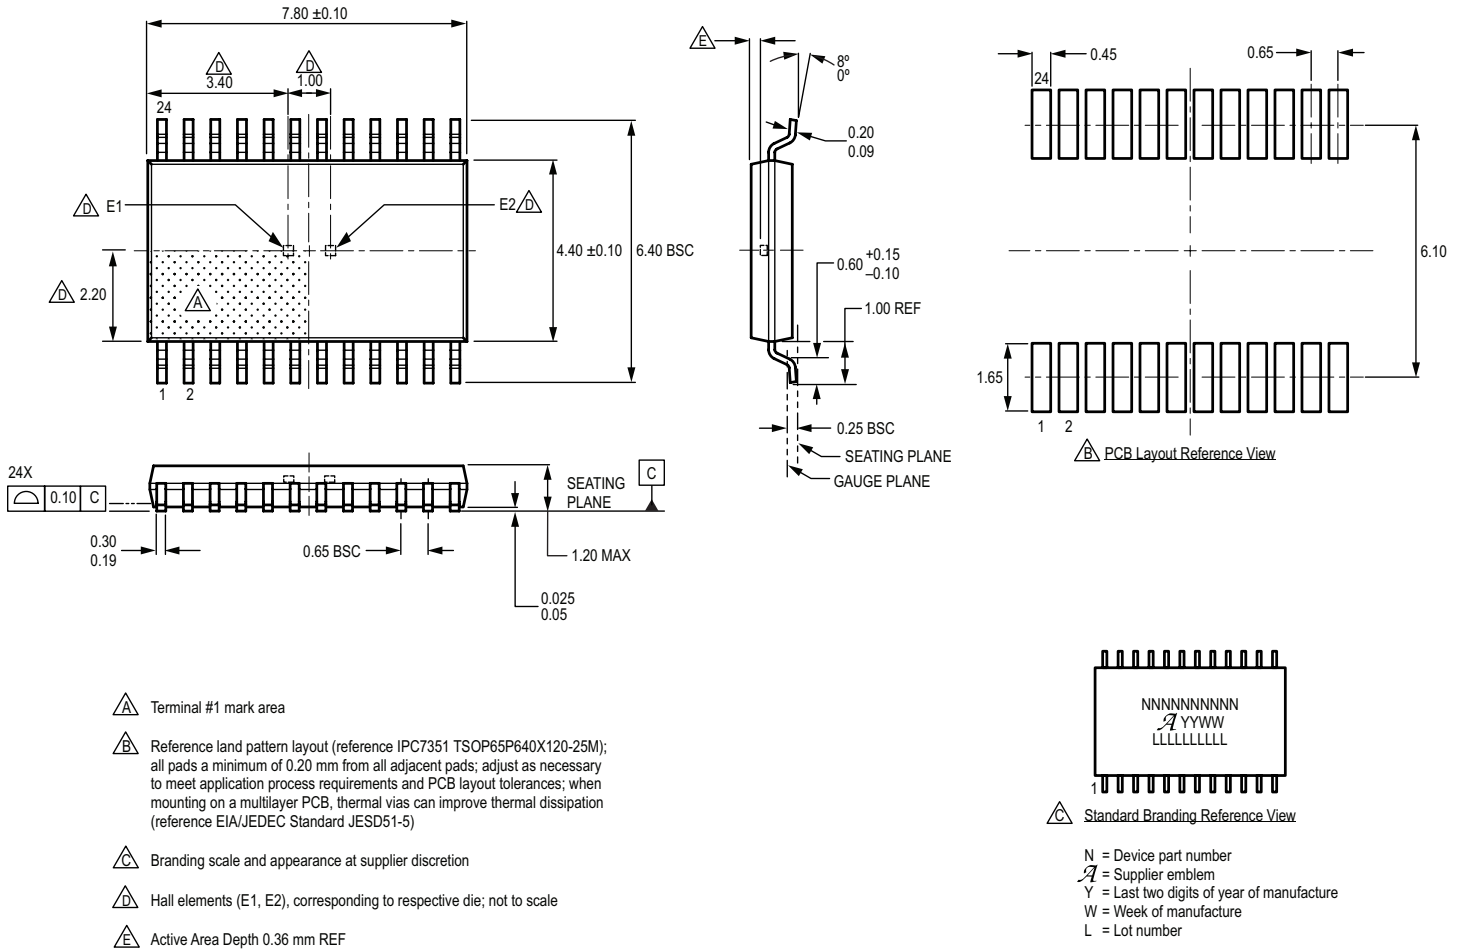 7.80 ±0.10
D
3.40
D
1.00
24
D E1
E2 D
4.40 ±0.10
6.40 BSC
D 2.20
A
1 2
E
8º
0º
0.20
0.09
0.60 +0.15
–0.10
1.00 REF
0.25 BSC
SEATING PLANE
GAUGE PLANE
24
0.45
0.65
6.10
1.65
1 2
B PCB Layout Reference View
24X
0.10 C
SEATING
PLANE
C
0.30
0.19
0.65 BSC
1.20 MAX
0.025
0.05
A Terminal #1 mark area
B Reference land pattern layout (reference IPC7351 TSOP65P640X120-25M);
all pads a minimum of 0.20 mm from all adjacent pads; adjust as necessary
to meet application process requirements and PCB layout tolerances; when
mounting on a multilayer PCB, thermal vias can improve thermal dissipation
(reference EIA/JEDEC Standard JESD51-5)
C Branding scale and appearance at supplier discretion
D Hall elements (E1, E2), corresponding to respective die; not to scale
E Active Area Depth 0.36 mm REF
NNNNNNNNNN
A YYWW
LLLLLLLLLL
1
C Standard Branding Reference View
N = Device part number
A = Supplier emblem
Y = Last two digits of year of manufacture
W = Week of manufacture
L = Lot number